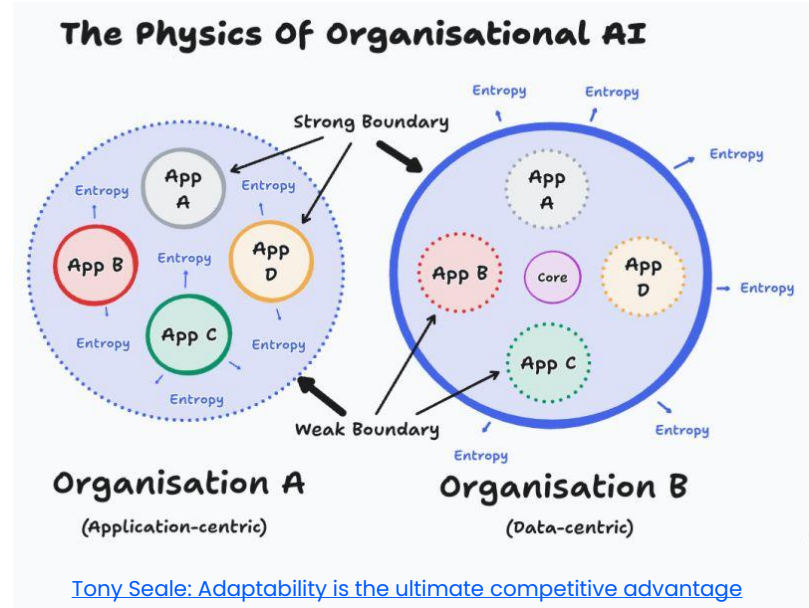 The Physics Of Organisational AI
Strong Boundary
App
A
Entropy
Entropy
App B
Entropy
App
D
App C
Entropy
Entropy
Entropy
Weak Boundary
Organisation A
(Application-centric)
Entropy
Entropy
Entropy
App
A
App B
Core
App
D
Entropy
App C
Entropy
Entropy
Organisation B
(Data-centric)
Tony Seale: Adaptability is the ultimate competitive advantage